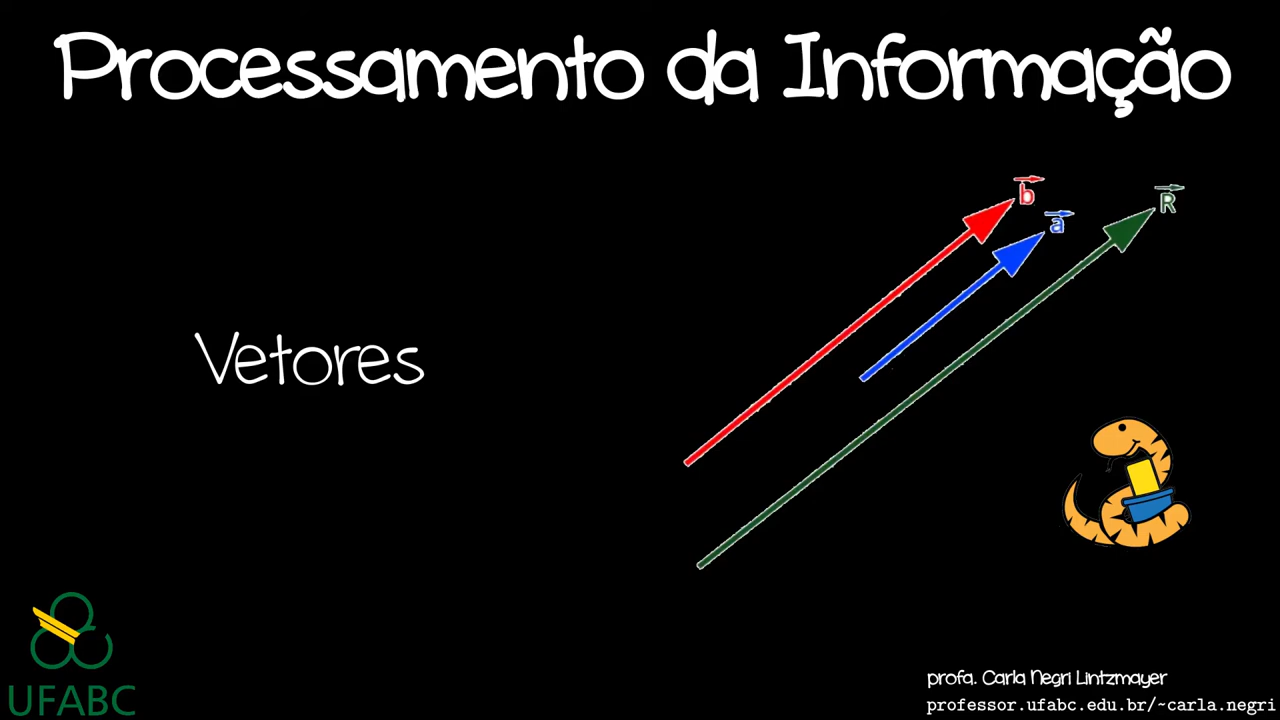 Processamento da Informação
b
a
R
Vetores
UFABC
profa. Carla Negri Lintzmayer
professor.ufabc.edu.br/~carla.negri